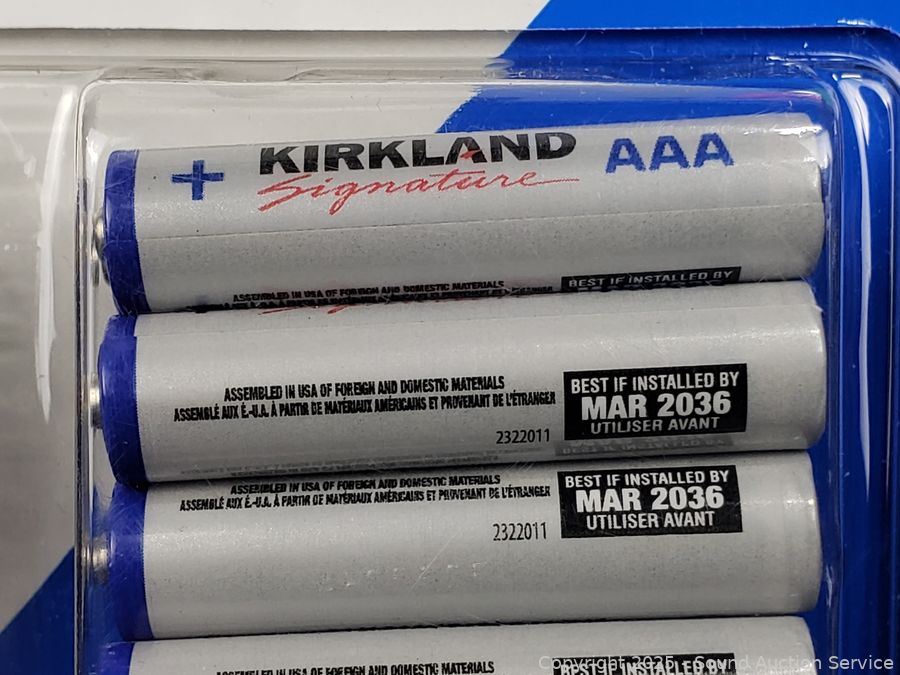 + KIRKLAND AAA
Signature
ASSEMBLED IN USA OF FOREIGN AND DOMESTIC MATERIALS
BEST IF INSTALLED BY
ASSEMBLED IN USA OF FOREIGN AND DOMESTIC MATERIALS
ASSEMBLÉ AUX É.-U.A. À PARTIR DE MATÉRIAUX AMÉRICAINS ET PROVENANT DE L'ÉTRANGER
2322011
BEST IF INSTALLED BY
MAR 2036
UTILISER AVANT
ASSEMBLED IN USA OF FOREIGN AND DOMESTIC MATERIALS
ASSEMBLÉ AUX É.-U.A. À PARTIR DE MATÉRIAUX AMÉRICAINS ET PROVENANT DE L'ÉTRANGER
2322011
BEST IF INSTALLED BY
MAR 2036
UTILISER AVANT
ASSEMBLED IN USA OF FOREIGN AND DOMESTIC MATERIALS
BEST IF INSTALLED BY
Copyright 2025 - Sound Auction Service